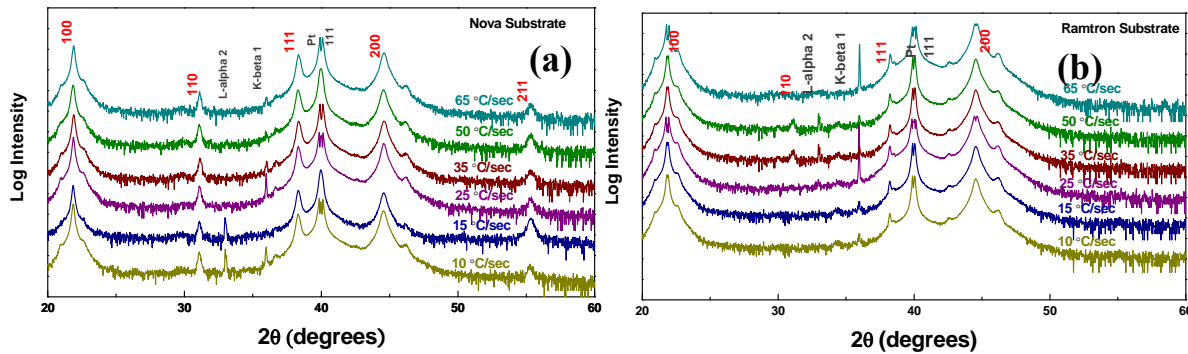 Nova Substrate
(a)
100
110
L-alpha 2
K-beta 1
111
Pt 111
200
211
65 °C/sec
50 °C/sec
35 °C/sec
25 °C/sec
15 °C/sec
10 °C/sec
Log Intensity
20 30 40 50 60
2θ (degrees)
Ramtron Substrate
(b)
100
110
L-alpha 2
K-beta 1
111
Pt 111
200
65 °C/sec
50 °C/sec
35 °C/sec
25 °C/sec
15 °C/sec
10 °C/sec
Log Intensity
20 30 40 50 60
2θ (degrees)